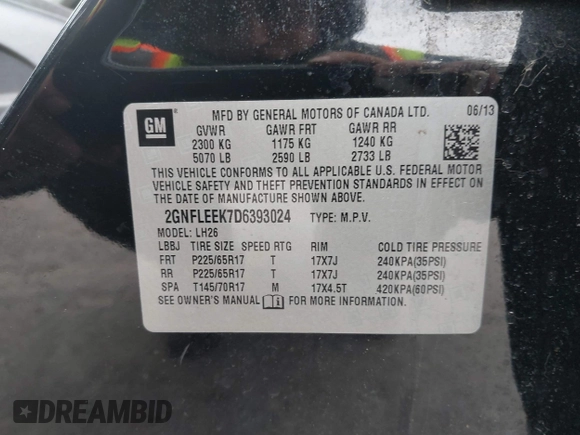 GM
MFD BY GENERAL MOTORS OF CANADA LTD. 06/13
GVWR GAWR FRT GAWR RR
2300 KG 1175 KG 1240 KG
5070 LB 2590 LB 2733 LB
THIS VEHICLE CONFORMS TO ALL APPLICABLE U.S. FEDERAL MOTOR
VEHICLE SAFETY AND THEFT PREVENTION STANDARDS IN EFFECT ON
THE DATE OF MANUFACTURE SHOWN ABOVE.
2GNFLEEK7D6393024 TYPE: M.P.V.
MODEL: LH26
LBBJ TIRE SIZE SPEED RTG RIM COLD TIRE PRESSURE
FRT P225/65R17 T 17X7J 240KPA(35PSI)
RR P225/65R17 T 17X7J 240KPA(35PSI)
SPA T145/70R17 M 17X4.5T 420KPA(60PSI)
SEE OWNER'S MANUAL FOR MORE INFORMATION
DREAMBID